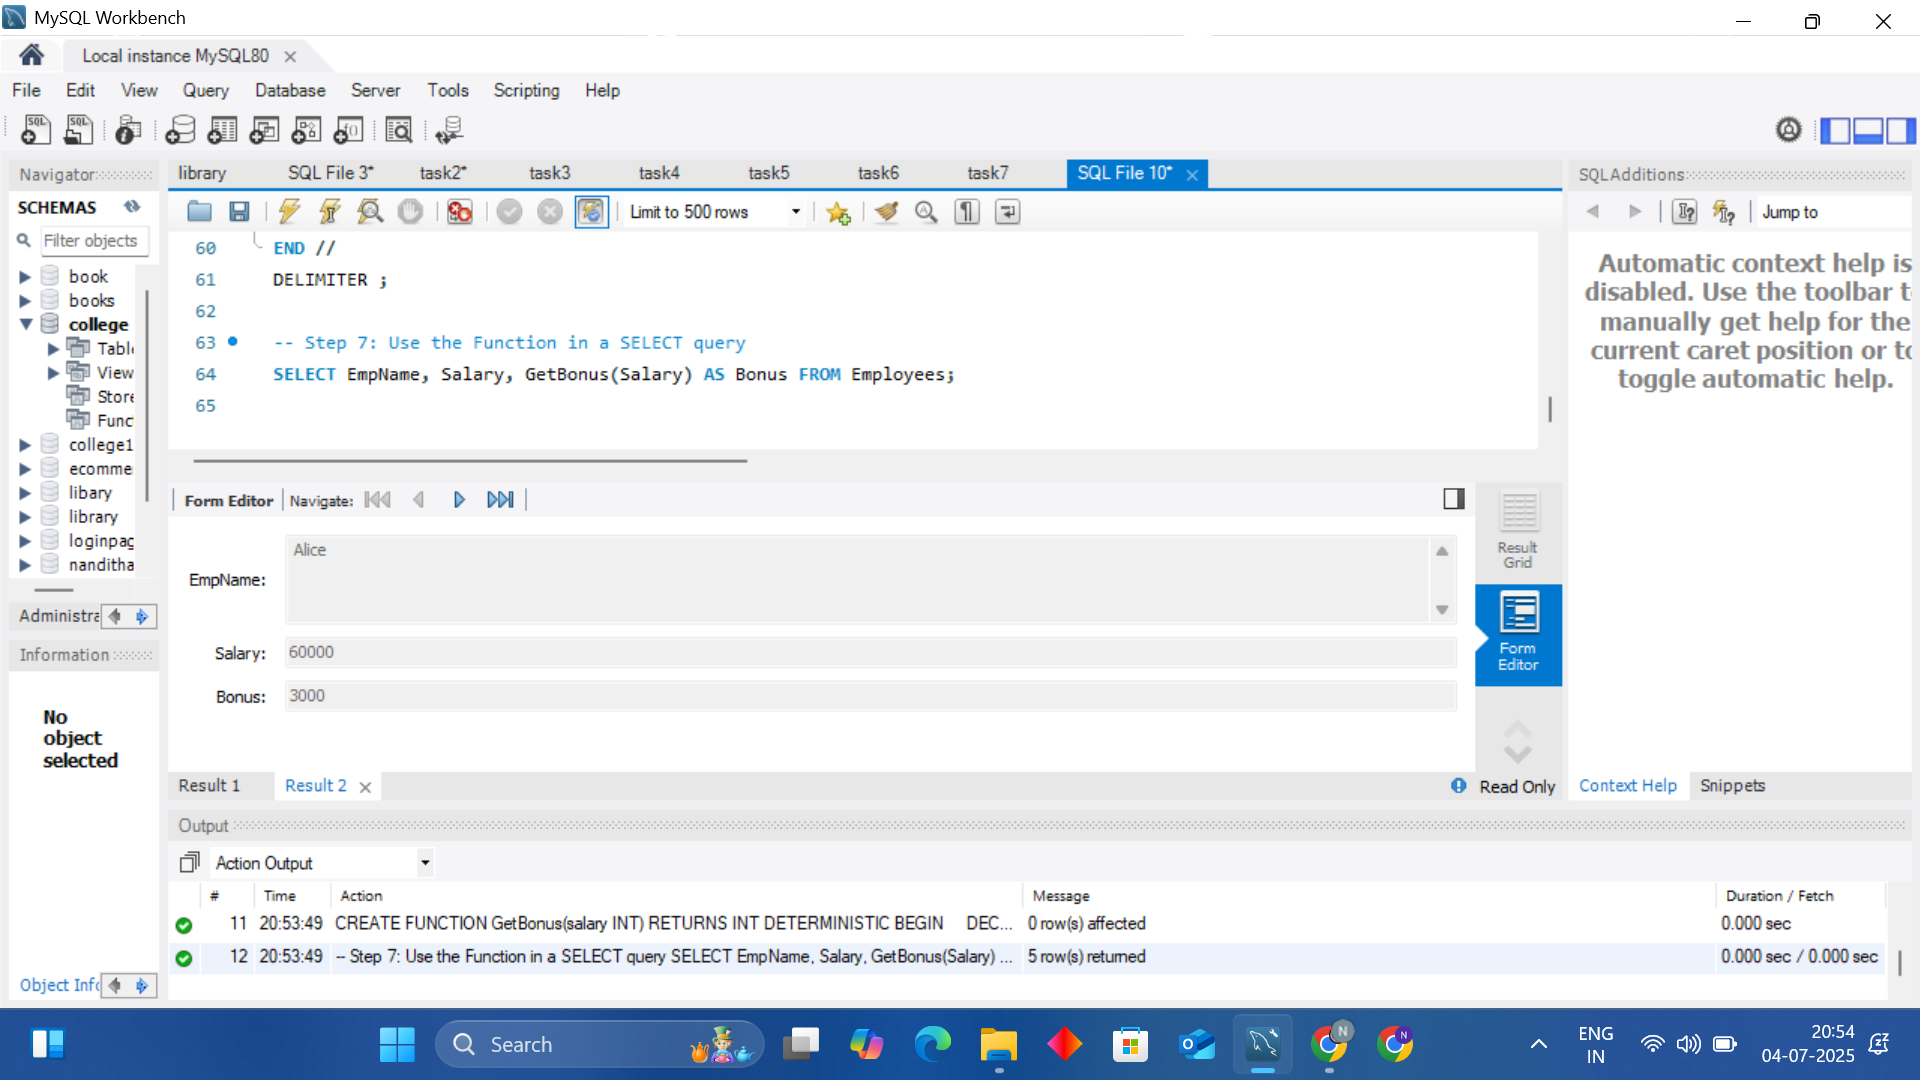 MySQL Workbench
Local instance MySQL80
File Edit View Query Database Server Tools Scripting Help
Navigator
library SQL File 3* task2* task3 task4 task5 task6 task7 SQL File 10*
SQLAdditions
SCHEMAS
Limit to 500 rows
Jump to
Filter objects
book
books
college
Table
View
Store
Func
college1
ecomme
libary
library
loginpag
nanditha
60 END //
61 DELIMITER ;
62
63 -- Step 7: Use the Function in a SELECT query
64 SELECT EmpName, Salary, GetBonus(Salary) AS Bonus FROM Employees;
65
Automatic context help is
disabled. Use the toolbar t
manually get help for the
current caret position or to
toggle automatic help.
Form Editor Navigate:
EmpName: Alice
Salary: 60000
Bonus: 3000
Result
Grid
Form
Editor
Administra
Information
No
object
selected
Result 1 Result 2
Read Only
Context Help Snippets
Output
Action Output
# Time Action Message Duration / Fetch
11 20:53:49 CREATE FUNCTION GetBonus(salary INT) RETURNS INT DETERMINISTIC BEGIN DEC... 0 row(s) affected 0.000 sec
12 20:53:49 -- Step 7: Use the Function in a SELECT query SELECT EmpName, Salary, GetBonus(Salary) ... 5 row(s) returned 0.000 sec / 0.000 sec
Object Info
Search
ENG
IN
20:54
04-07-2025